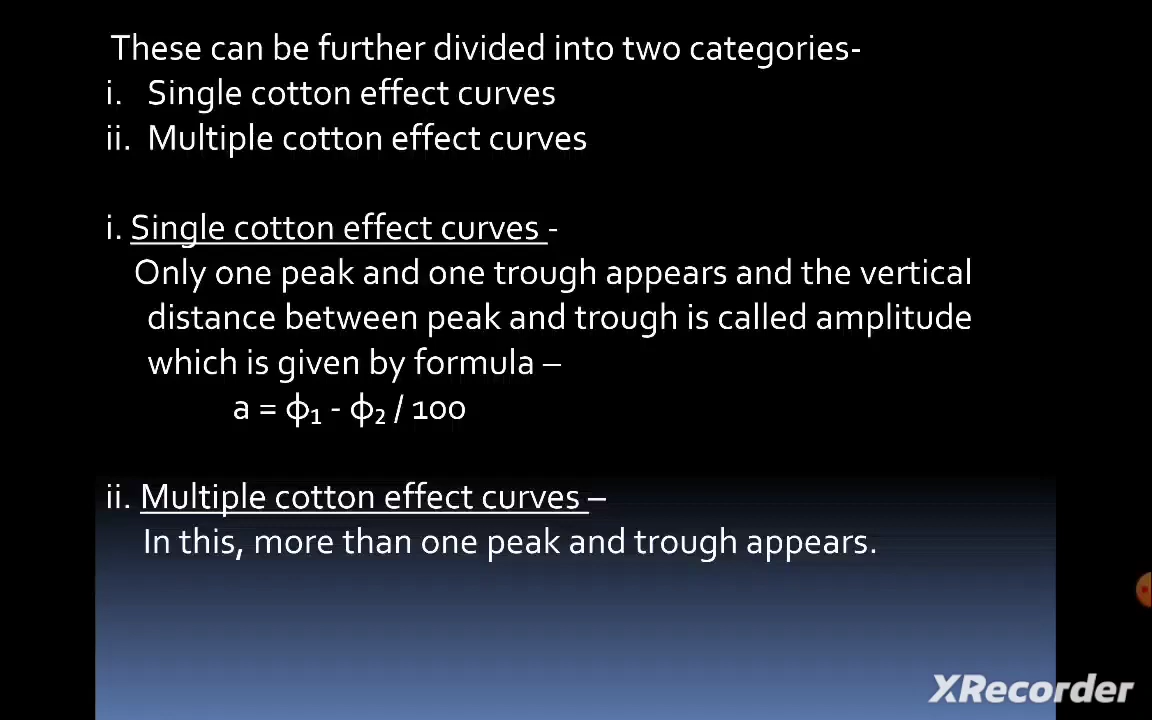 These can be further divided into two categories-
i. Single cotton effect curves
ii. Multiple cotton effect curves
i. Single cotton effect curves -
Only one peak and one trough appears and the vertical
distance between peak and trough is called amplitude
which is given by formula –
a = ϕ₁ - ϕ₂ / 100
ii. Multiple cotton effect curves –
In this, more than one peak and trough appears.
XRecorder